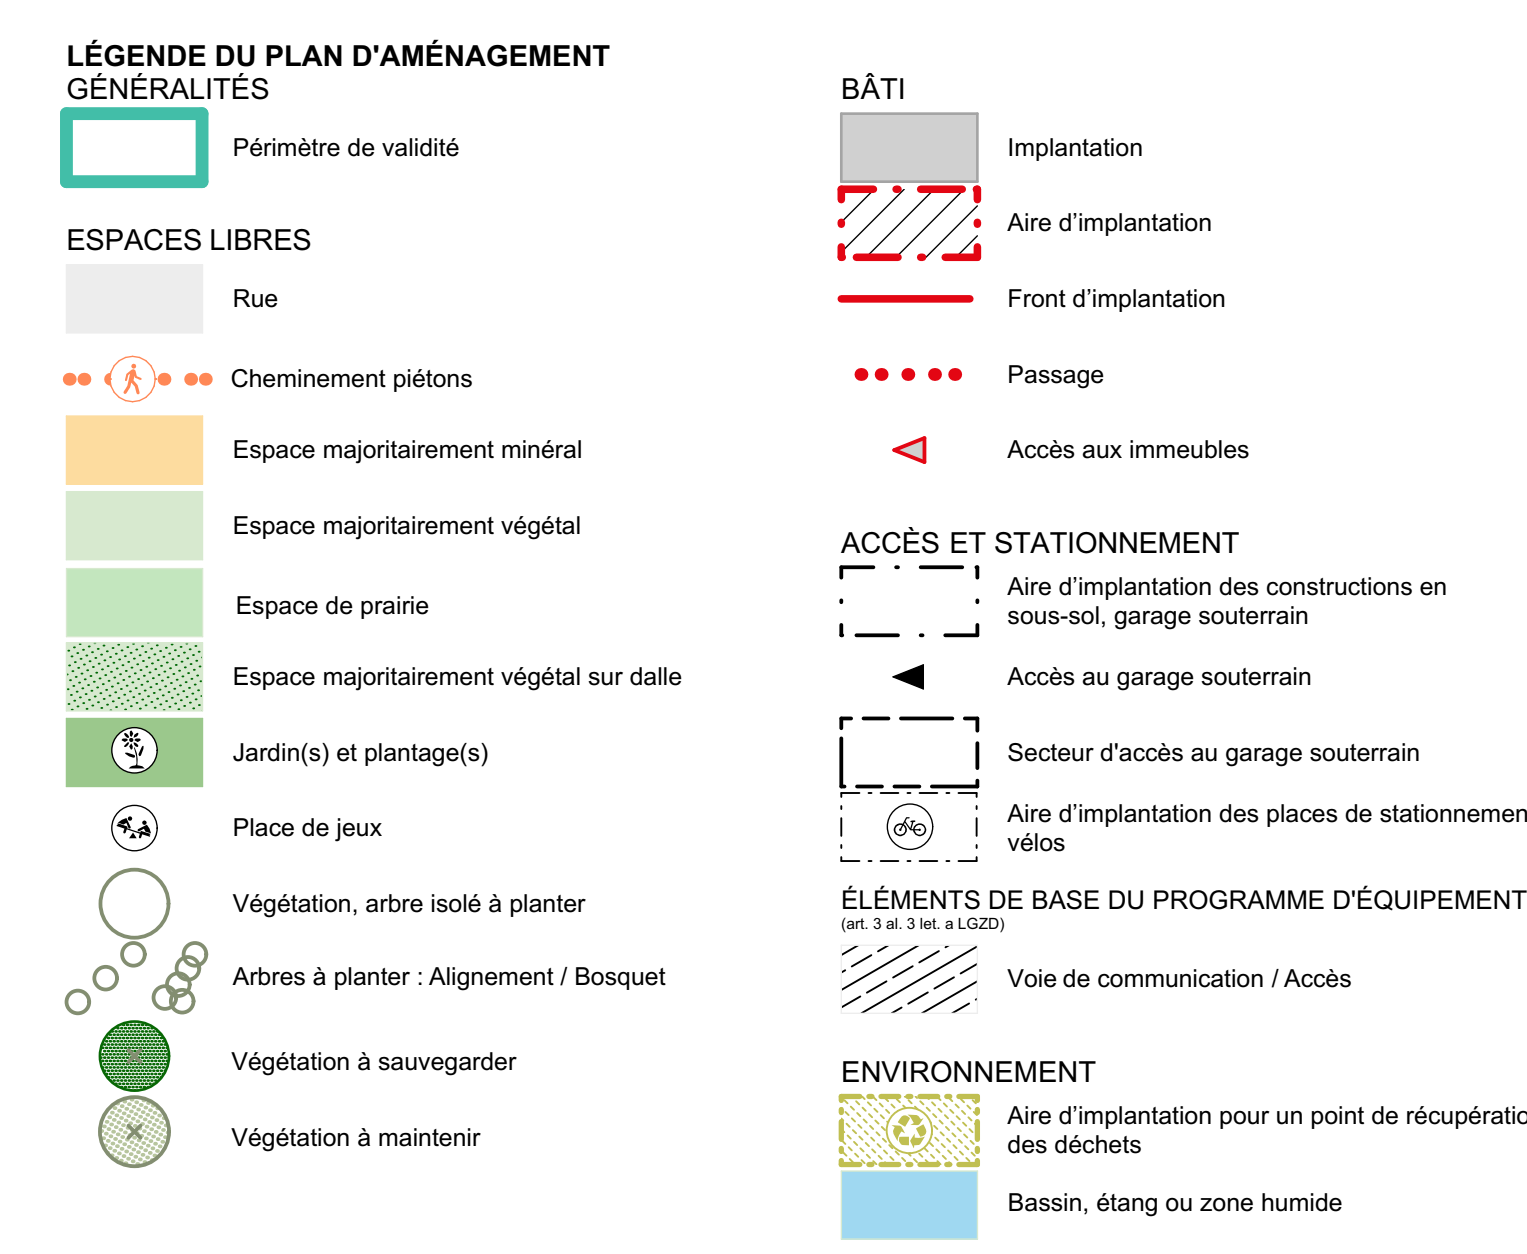 LÉGENDE DU PLAN D'AMÉNAGEMENT
GÉNÉRALITÉS
Périmètre de validité
ESPACES LIBRES
Rue
Cheminement piétons
Espace majoritairement minéral
Espace majoritairement végétal
Espace de prairie
Espace majoritairement végétal sur dalle
Jardin(s) et plantage(s)
Place de jeux
Végétation, arbre isolé à planter
Arbres à planter : Alignement / Bosquet
Végétation à sauvegarder
Végétation à maintenir
BÂTI
Implantation
Aire d’implantation
Front d’implantation
Passage
Accès aux immeubles
ACCÈS ET STATIONNEMENT
Aire d’implantation des constructions en
sous-sol, garage souterrain
Accès au garage souterrain
Secteur d'accès au garage souterrain
Aire d’implantation des places de stationnemen
vélos
ÉLÉMENTS DE BASE DU PROGRAMME D'ÉQUIPEMENT
(art. 3 al. 3 let. a LGZD)
Voie de communication / Accès
ENVIRONNEMENT
Aire d’implantation pour un point de récupératio
des déchets
Bassin, étang ou zone humide